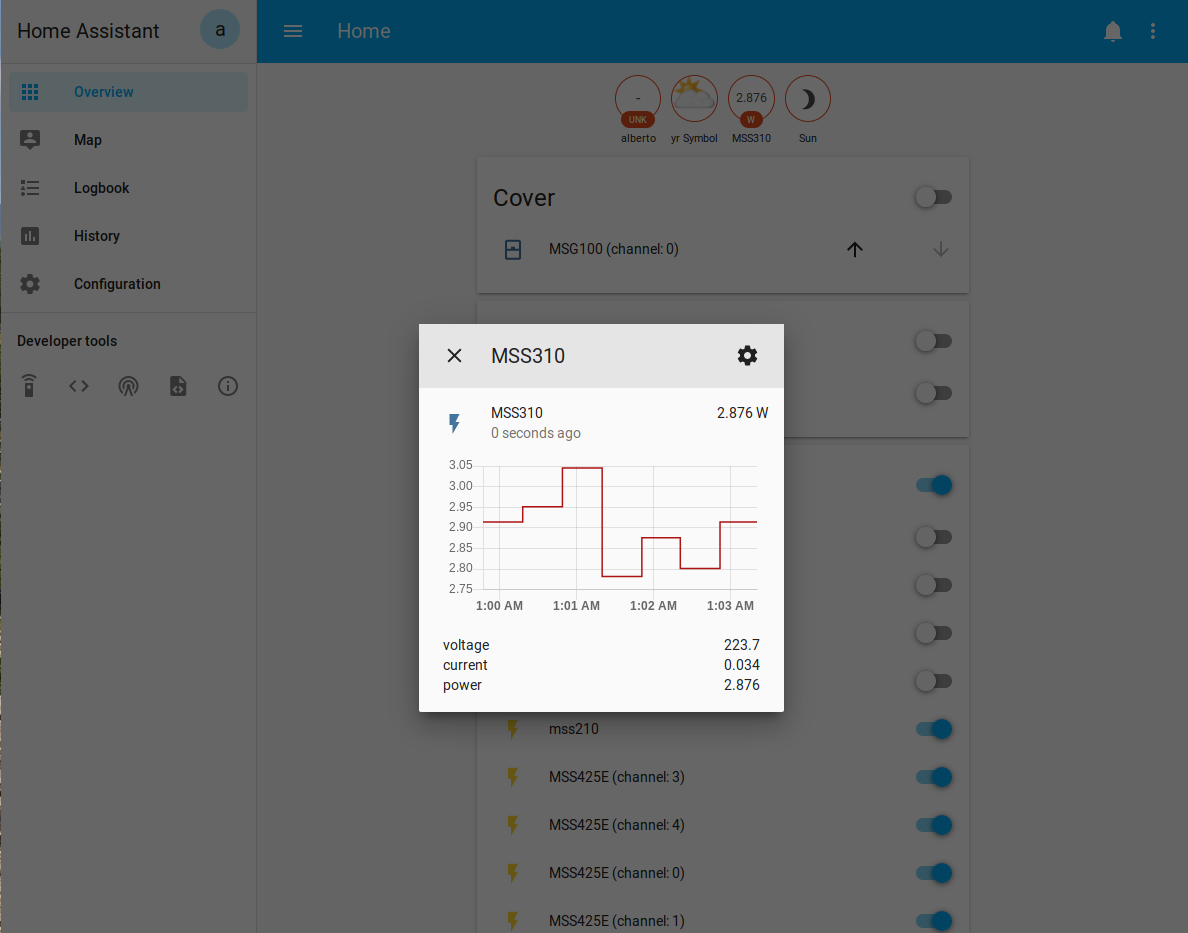 Home Assistant
a
Overview
Map
Logbook
History
Configuration
Developer tools
Home
-
UNK
alberto
yr Symbol
2.876
W
MSS310
Sun
Cover
MSG100 (channel: 0)
MSS310
MSS310 2.876 W
0 seconds ago
3.05
3.00
2.95
2.90
2.85
2.80
2.75
1:00 AM 1:01 AM 1:02 AM 1:03 AM
voltage 223.7
current 0.034
power 2.876
mss210
MSS425E (channel: 3)
MSS425E (channel: 4)
MSS425E (channel: 0)
MSS425E (channel: 1)